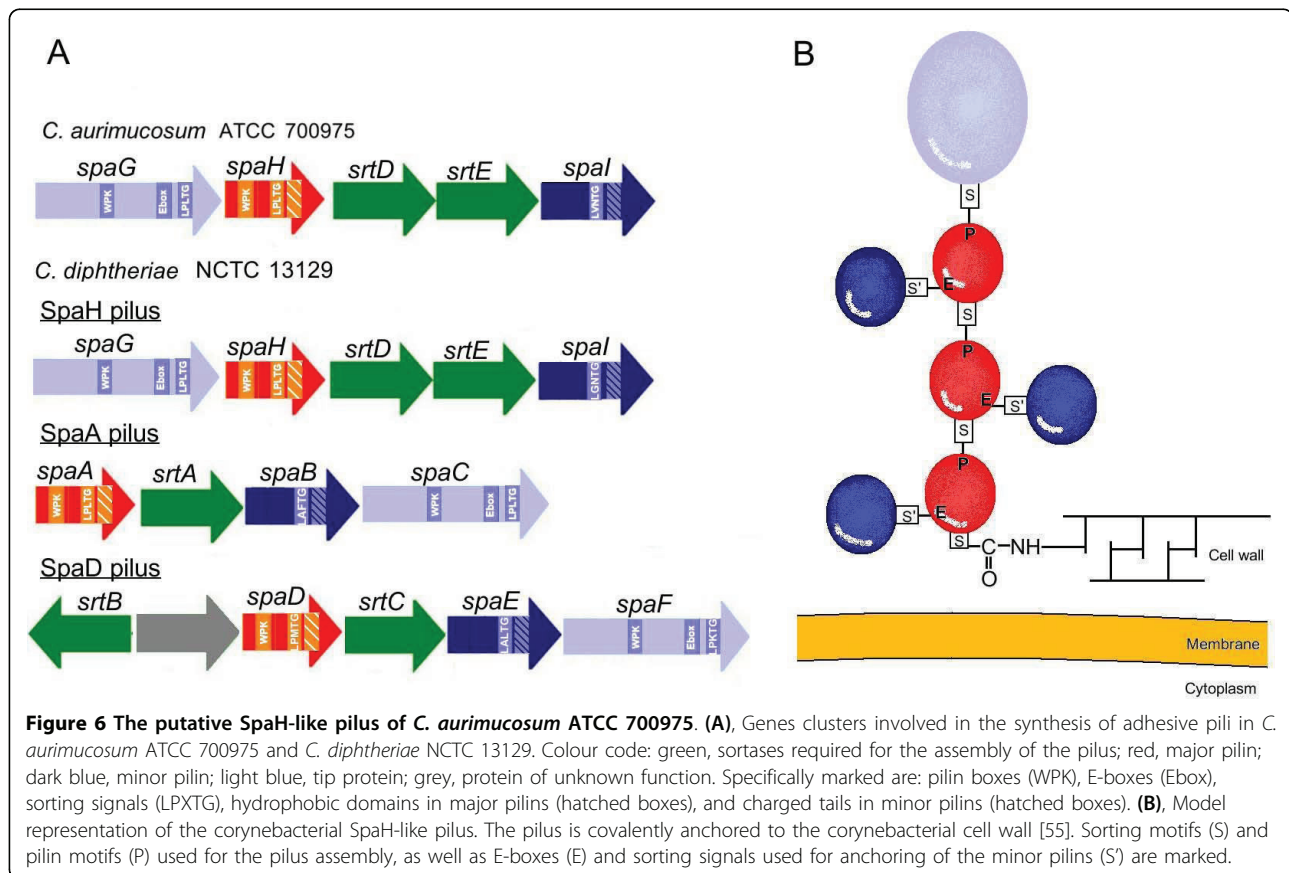 A
C. aurimucosum ATCC 700975
spaG spaH srtD srtE spaI
WPK Ebox LPLTG WPK LPLTG LVNTG
C. diphtheriae NCTC 13129
SpaH pilus
spaG spaH srtD srtE spaI
WPK Ebox LPLTG WPK LPLTG LGNTG
SpaA pilus
spaA srtA spaB spaC
WPK LPLTG LAFTG WPK Ebox LPLTG
SpaD pilus
srtB spaD srtC spaE spaF
WPK LPMTG LALTG WPK Ebox LPKTG
B
S
P
S' E
S
P
E S'
S
P
S' E
S
C NH
O
Cell wall
Membrane
Cytoplasm
Figure 6 The putative SpaH-like pilus of C. aurimucosum ATCC 700975. (A), Genes clusters involved in the synthesis of adhesive pili in C.
aurimucosum ATCC 700975 and C. diphtheriae NCTC 13129. Colour code: green, sortases required for the assembly of the pilus; red, major pilin;
dark blue, minor pilin; light blue, tip protein; grey, protein of unknown function. Specifically marked are: pilin boxes (WPK), E-boxes (Ebox),
sorting signals (LPXTG), hydrophobic domains in major pilins (hatched boxes), and charged tails in minor pilins (hatched boxes). (B), Model
representation of the corynebacterial SpaH-like pilus. The pilus is covalently anchored to the corynebacterial cell wall [55]. Sorting motifs (S) and
pilin motifs (P) used for the pilus assembly, as well as E-boxes (E) and sorting signals used for anchoring of the minor pilins (S') are marked.